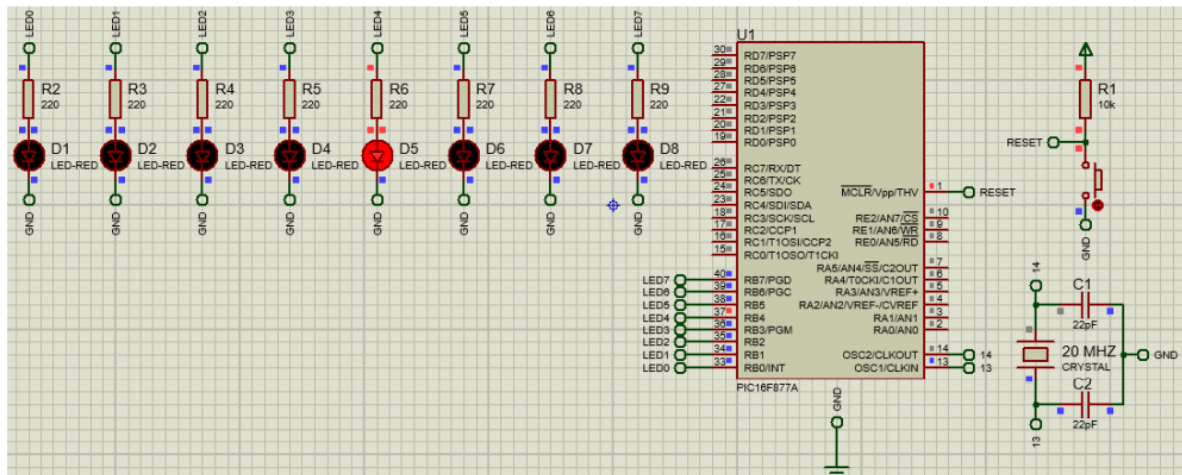 LED0
LED1
LED2
LED3
LED4
LED5
LED6
LED7
R2
220
R3
220
R4
220
R5
220
R6
220
R7
220
R8
220
R9
220
D1
LED-RED
D2
LED-RED
D3
LED-RED
D4
LED-RED
D5
LED-RED
D6
LED-RED
D7
LED-RED
D8
LED-RED
GND
GND
GND
GND
GND
GND
GND
GND
U1
30 RD7/PSP7
29 RD6/PSP6
28 RD5/PSP5
27 RD4/PSP4
22 RD3/PSP3
21 RD2/PSP2
20 RD1/PSP1
19 RD0/PSP0
26 RC7/RX/DT
25 RC6/TX/CK
24 RC5/SDO
23 RC4/SDI/SDA
18 RC3/SCK/SCL
17 RC2/CCP1
16 RC1/T1OSI/CCP2
15 RC0/T1OSO/T1CKI
LED7 40 RB7/PGD
LED6 39 RB6/PGC
LED5 38 RB5
LED4 37 RB4
LED3 36 RB3/PGM
LED2 35 RB2
LED1 34 RB1
LED0 33 RB0/INT
MCLR/Vpp/THV 1 RESET
RE2/AN7/CS 10
RE1/AN6/WR 9
RE0/AN5/RD 8
RA5/AN4/SS/C2OUT 7
RA4/T0CKI/C1OUT 6
RA3/AN3/VREF+ 5
RA2/AN2/VREF-/CVREF 4
RA1/AN1 3
RA0/AN0 2
OSC2/CLKOUT 14 14
OSC1/CLKIN 13 13
PIC16F877A
GND
R1
10k
RESET
GND
14
C1
22pF
20 MHZ
CRYSTAL
GND
C2
22pF
13